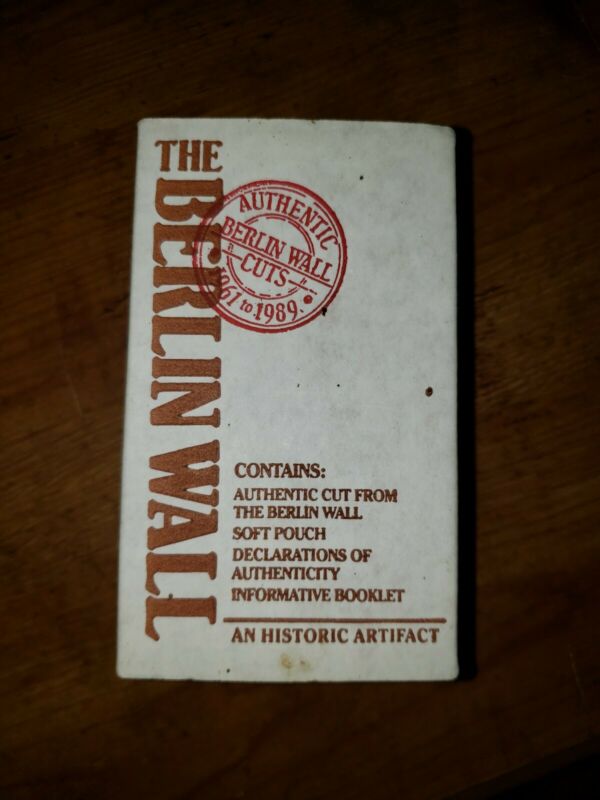 THE
BERLIN WALL
AUTHENTIC
BERLIN WALL
CUTS
1961 to 1989
CONTAINS:
AUTHENTIC CUT FROM
THE BERLIN WALL
SOFT POUCH
DECLARATIONS OF
AUTHENTICITY
INFORMATIVE BOOKLET
AN HISTORIC ARTIFACT